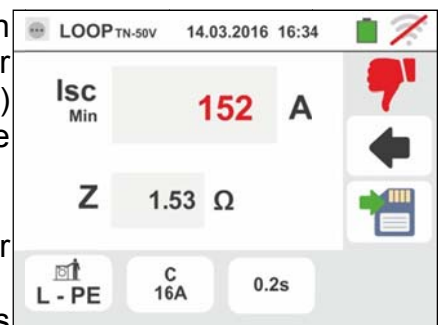 n
r
)
e
r
s
LOOP TN-50V 14.03.2016 16:34
Isc
Min
152 A
Z 1.53 Ω
L - PE
C
16A
0.2s